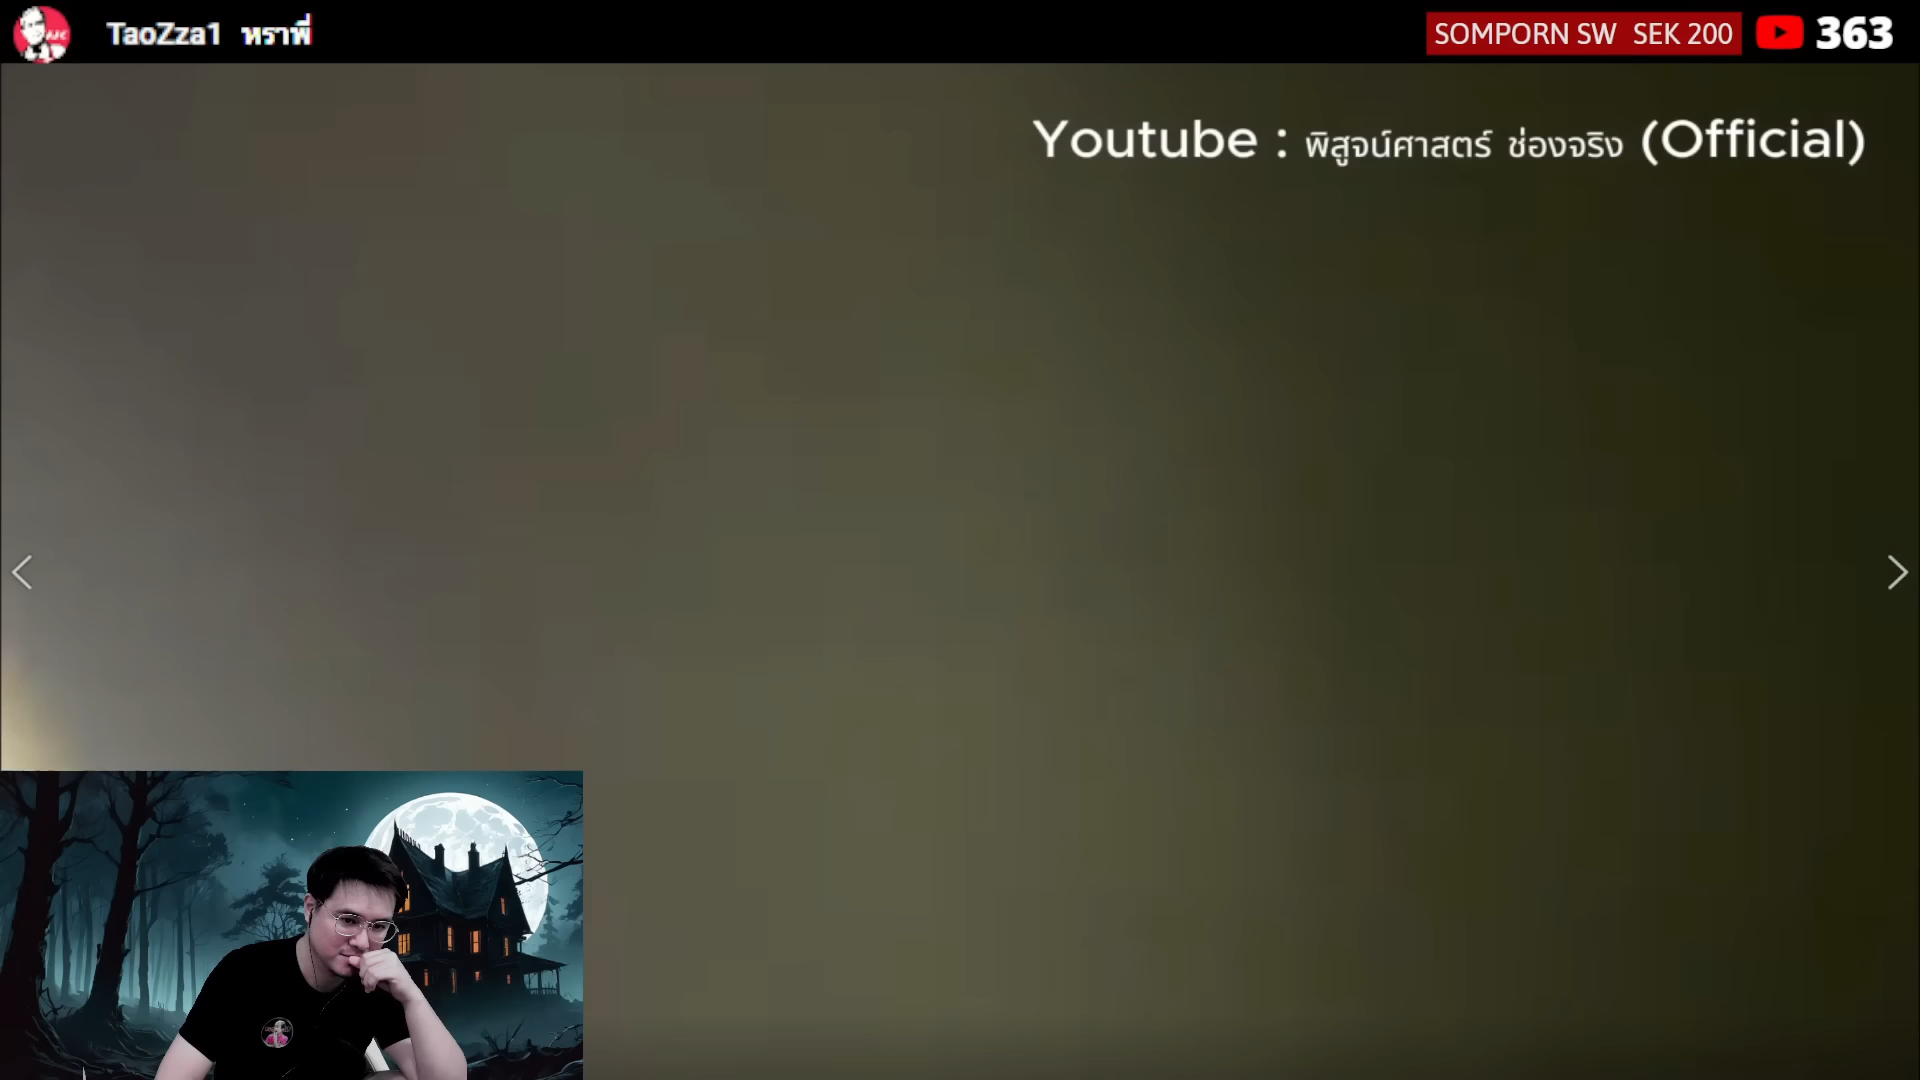 TaoZza1 ทราพี่
SOMPORN SW SEK 200
363
Youtube : พิสูจน์ศาสตร์ ช่องจริง (Official)